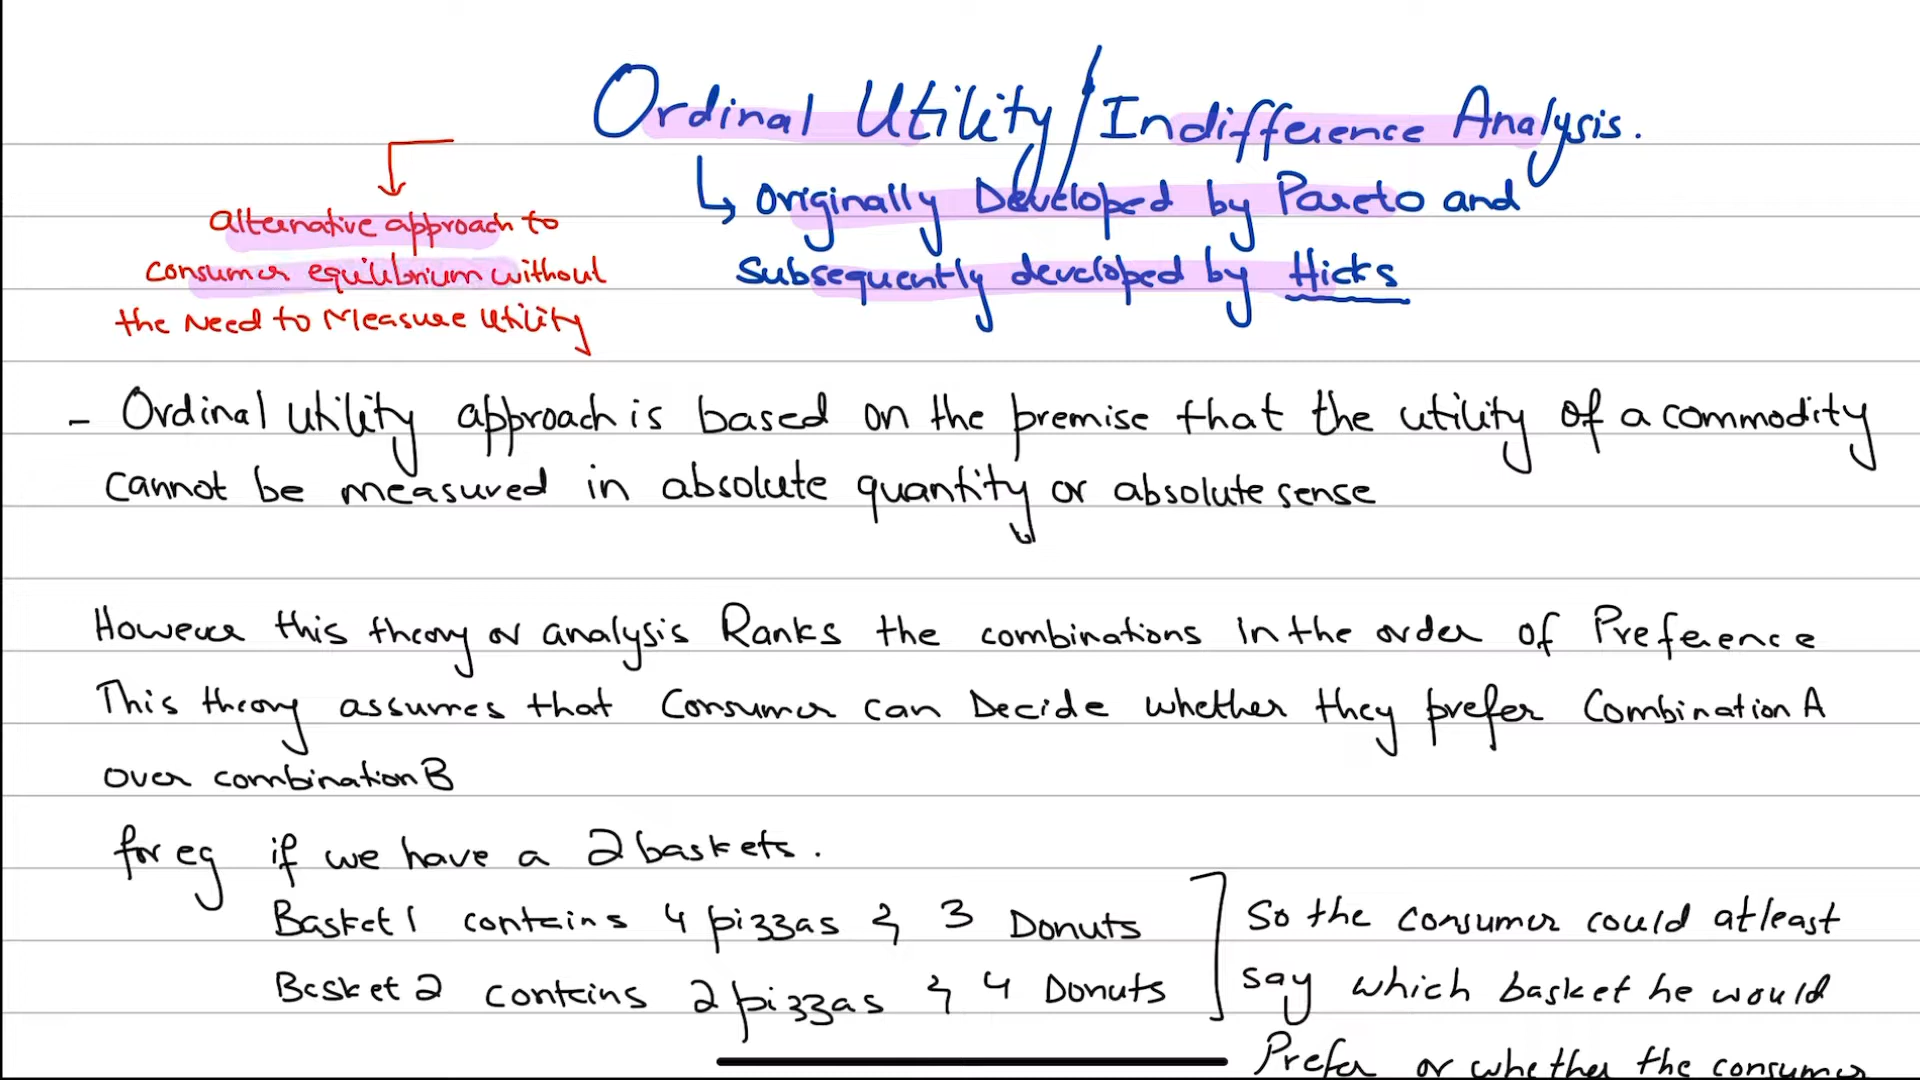 Ordinal Utility/Indifference Analysis.
↳ Originally Developed by Pareto and
Subsequently developed by Hicks
alternative approach to
consumer equilibrium without
the Need to Measure Utility
- Ordinal utility approach is based on the premise that the utility of a commodity
cannot be measured in absolute quantity or absolute sense
However this theory or analysis Ranks the combinations in the order of Preference
This theory assumes that Consumer can Decide whether they prefer Combination A
over combination B
for eg if we have a 2 baskets.
Basket 1 contains 4 pizzas & 3 Donuts
Basket 2 contains 2 pizzas & 4 Donuts
So the consumer could atleast
say which basket he would
Prefer or whether the consumer